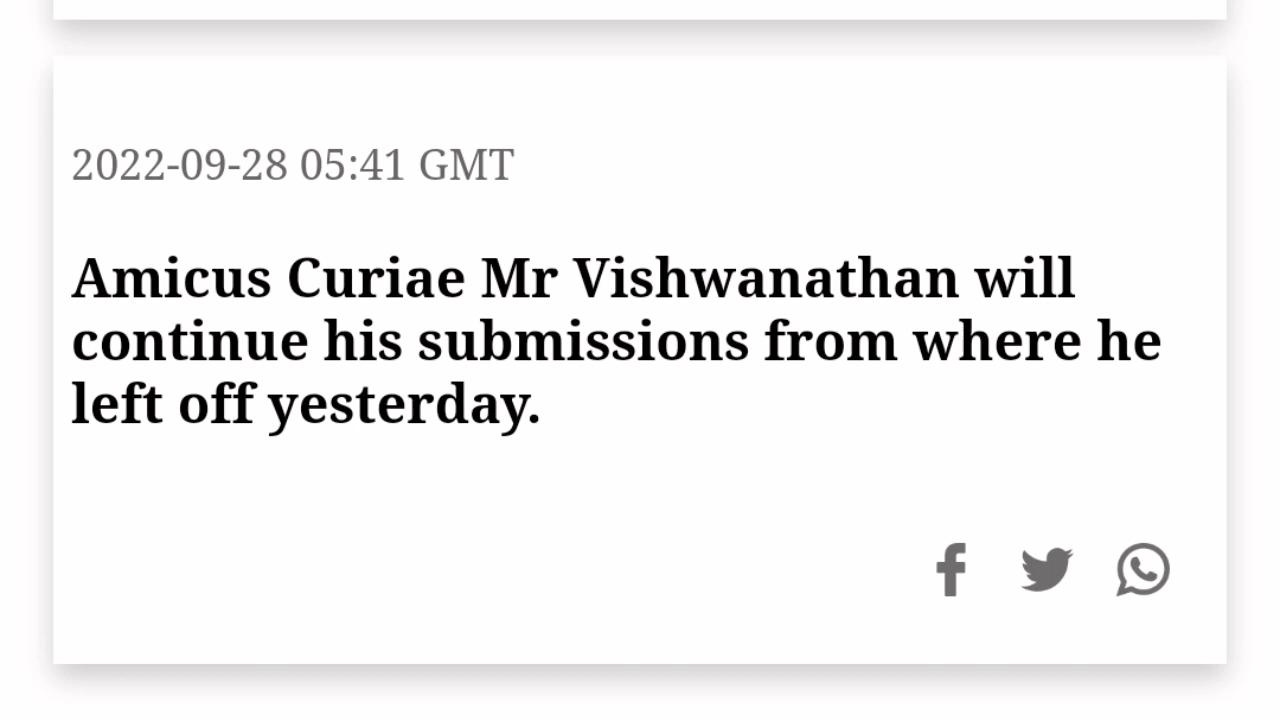 2022-09-28 05:41 GMT
Amicus Curiae Mr Vishwanathan will
continue his submissions from where he
left off yesterday.